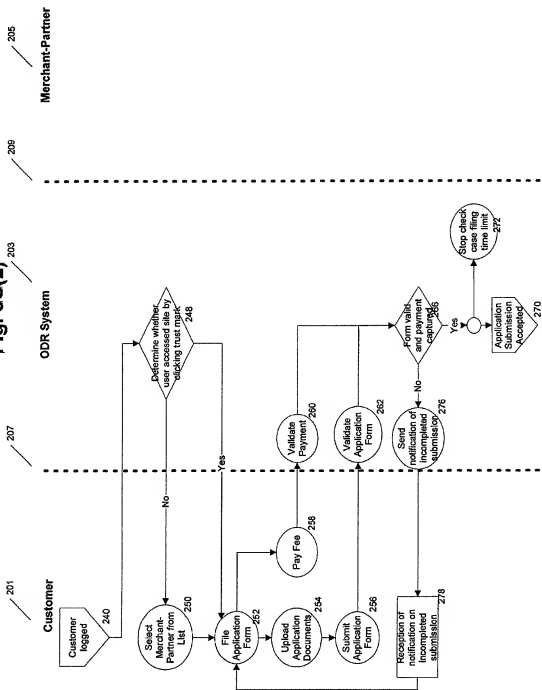 201
207
203
209
205
Customer
ODR System
Merchant-Partner
Customer
logged
240
Determine whether
user accessed site by
clicking trust mark
248
No
Yes
Select
Merchant-
Partner from
List
250
File
Application
Form
252
Pay Fee
258
Validate
Payment
260
Upload
Application
Documents
254
Submit
Application
Form
256
Validate
Application
Form
262
Form valid
and payment
captured
266
Yes
No
Stop check
case filing
time limit
272
Application
Submission
Accepted
270
Send
notification of
incompleted
submission
276
Reception of
notification on
Incompleted
submission
278